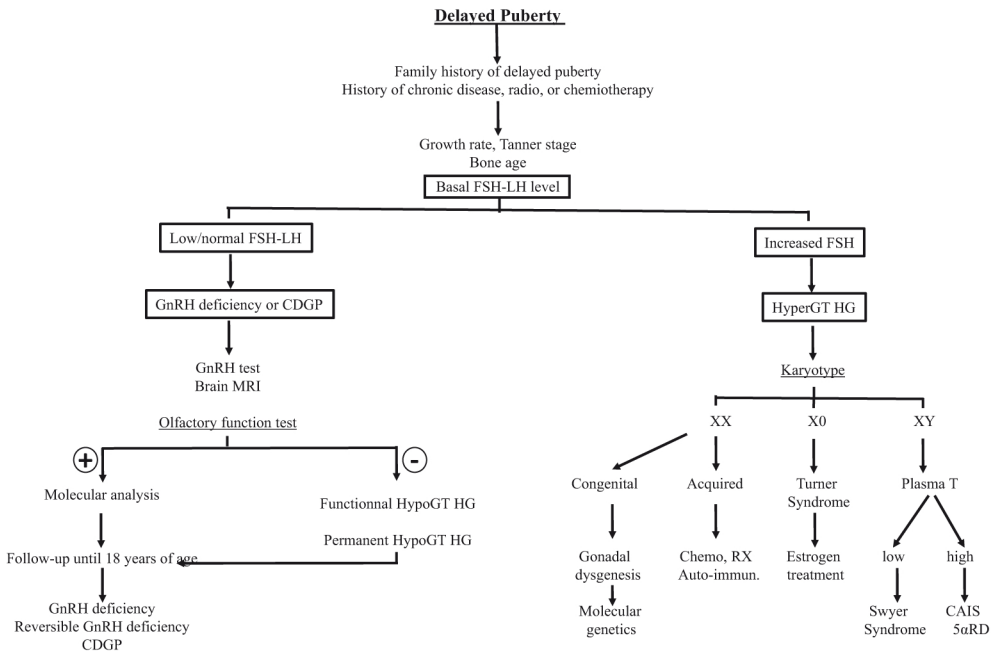 Delayed Puberty
Family history of delayed puberty
History of chronic disease, radio, or chemiotherapy
Growth rate, Tanner stage
Bone age
Basal FSH-LH level
Low/normal FSH-LH
GnRH deficiency or CDGP
GnRH test
Brain MRI
Olfactory function test
+
-
Molecular analysis
Functionnal HypoGT HG
Permanent HypoGT HG
Follow-up until 18 years of age
GnRH deficiency
Reversible GnRH deficiency
CDGP
Increased FSH
HyperGT HG
Karyotype
XX
X0
XY
Congenital
Acquired
Turner
Syndrome
Plasma T
Gonadal
dysgenesis
Chemo, RX
Auto-immun.
Estrogen
treatment
low
high
Molecular
genetics
Swyer
Syndrome
CAIS
5αRD